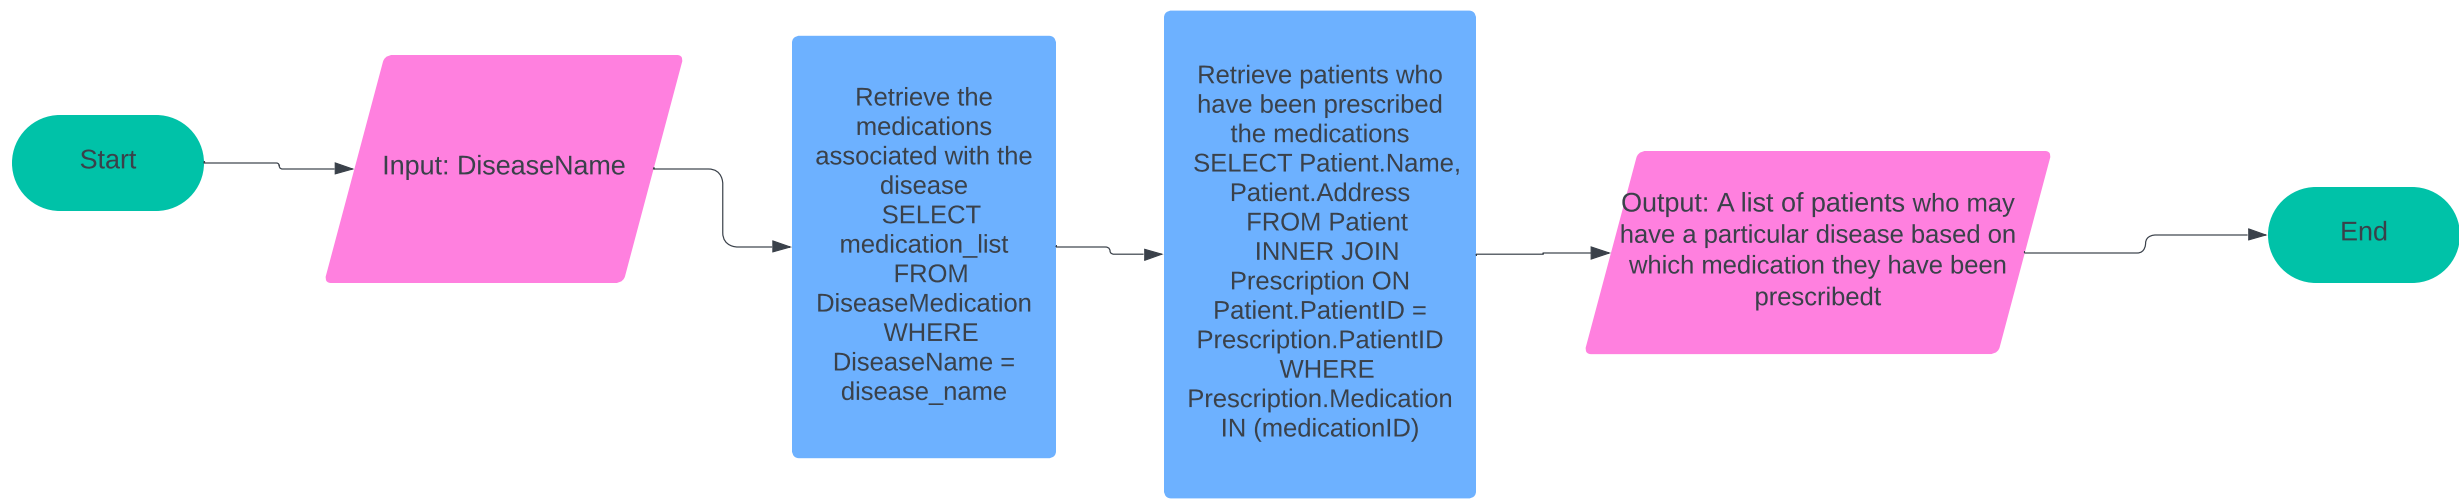 Start
Input: DiseaseName
Retrieve the
medications
associated with the
disease
SELECT
medication_list
FROM
DiseaseMedication
WHERE
DiseaseName =
disease_name
Retrieve patients who
have been prescribed
the medications
SELECT Patient.Name,
Patient.Address
FROM Patient
INNER JOIN
Prescription ON
Patient.PatientID =
Prescription.PatientID
WHERE
Prescription.Medication
IN (medicationID)
Output: A list of patients who may
have a particular disease based on
which medication they have been
prescribedt
End